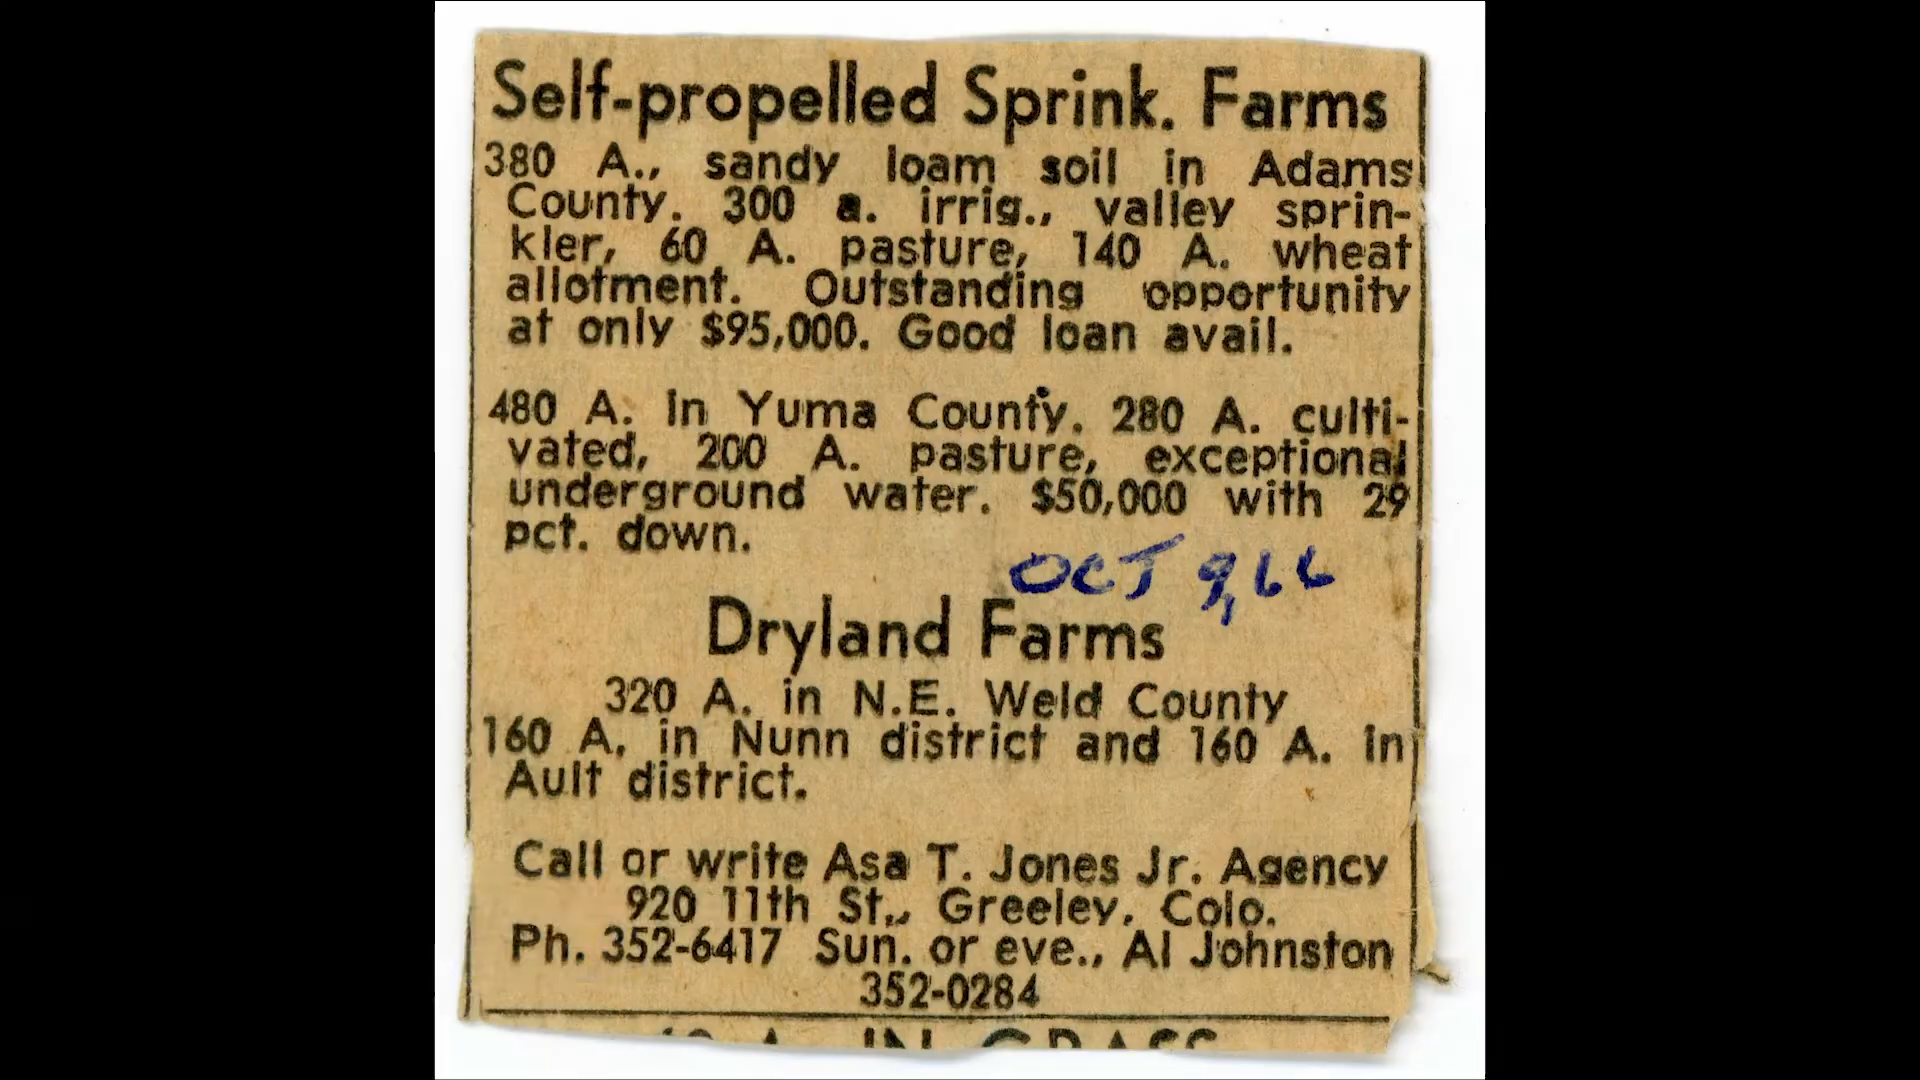 Self-propelled Sprink. Farms
380 A., sandy loam soil in Adams
County. 300 a. irrig., valley sprin-
kler, 60 A. pasture, 140 A. wheat
allotment. Outstanding opportunity
at only $95,000. Good loan avail.
480 A. in Yuma County. 280 A. culti-
vated, 200 A. pasture, exceptional
underground water. $50,000 with 29
pct. down.
OCT 9, 66
Dryland Farms
320 A. in N.E. Weld County
160 A. in Nunn district and 160 A. in
Ault district.
Call or write Asa T. Jones Jr. Agency
920 11th St., Greeley, Colo.
Ph. 352-6417 Sun. or eve., Al Johnston
352-0284
A. IN GRASS